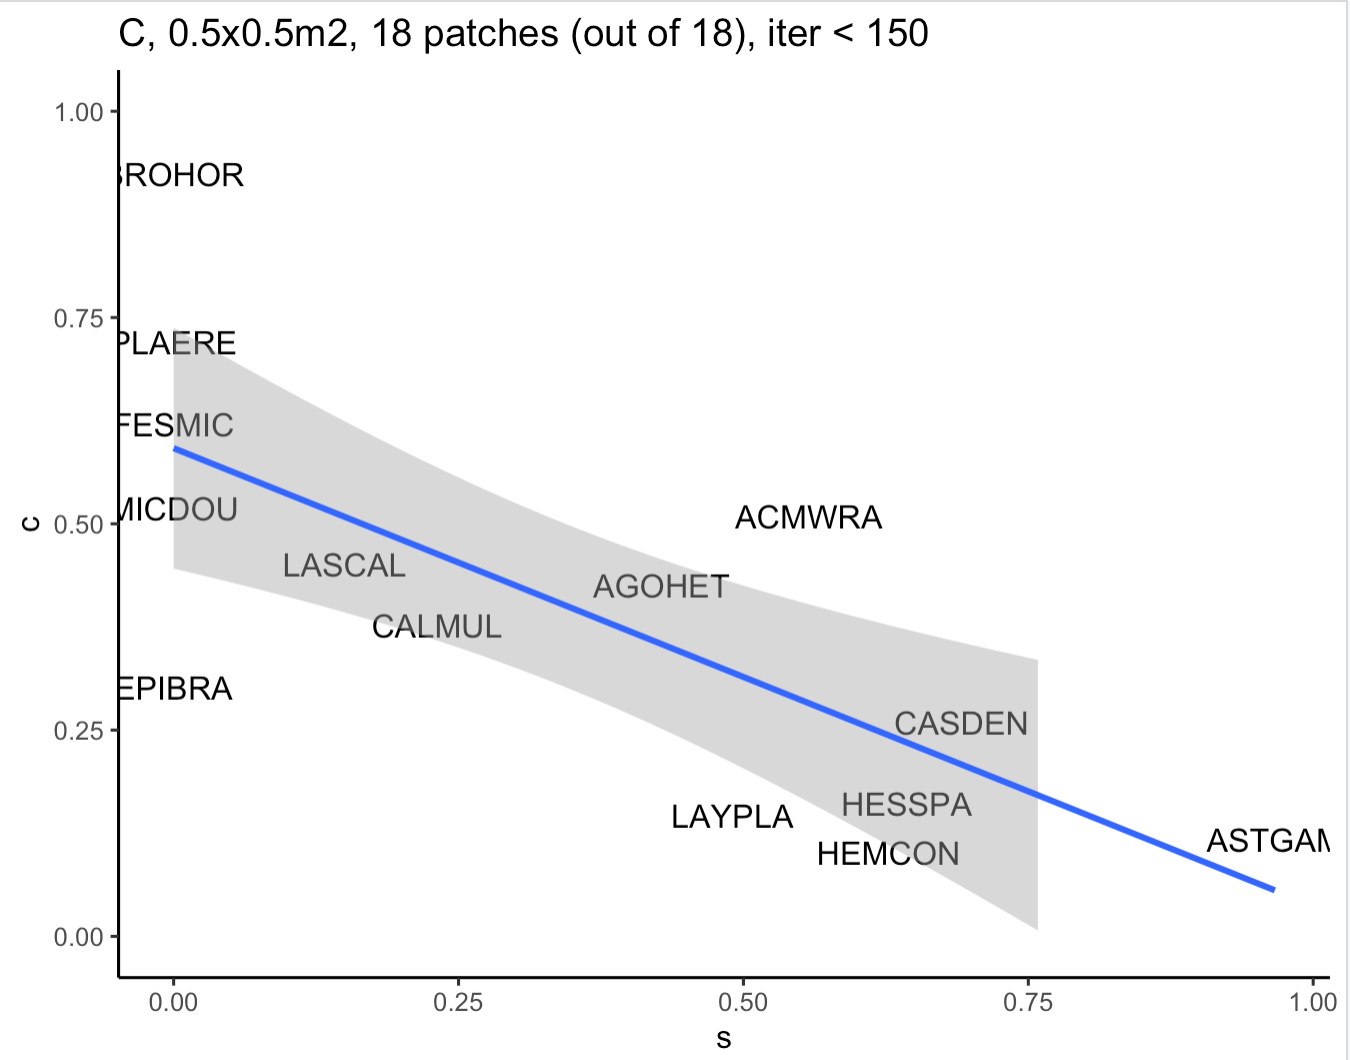 C, 0.5x0.5m2, 18 patches (out of 18), iter < 150
1.00
BROHOR
0.75
PLAERE
FESMIC
MICDOU
c
0.50
ACMWRA
LASCAL
AGOHET
CALMUL
EPIBRA
0.25
CASDEN
HESSPA
LAYPLA
ASTGAM
HEMCON
0.00
0.00 0.25 0.50 0.75 1.00
s